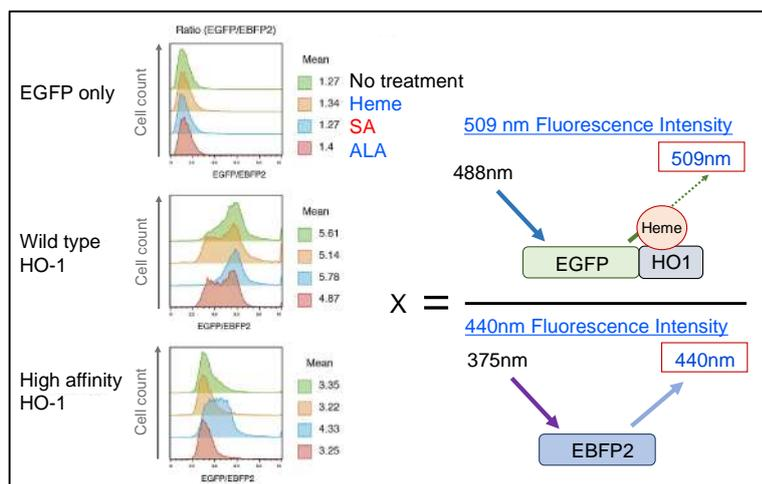 Ratio (EGFP/EBFP2)
EGFP only
Cell count
Mean
1.27 No treatment
1.34 Heme
1.27 SA
1.4 ALA
EGFP/EBFP2
Wild type
HO-1
Cell count
Mean
5.61
5.14
5.78
4.87
EGFP/EBFP2
High affinity
HO-1
Cell count
Mean
3.35
3.22
4.33
3.25
EGFP/EBFP2
X =
509 nm Fluorescence Intensity
509nm
488nm
Heme
EGFP
HO1
440nm Fluorescence Intensity
375nm
440nm
EBFP2